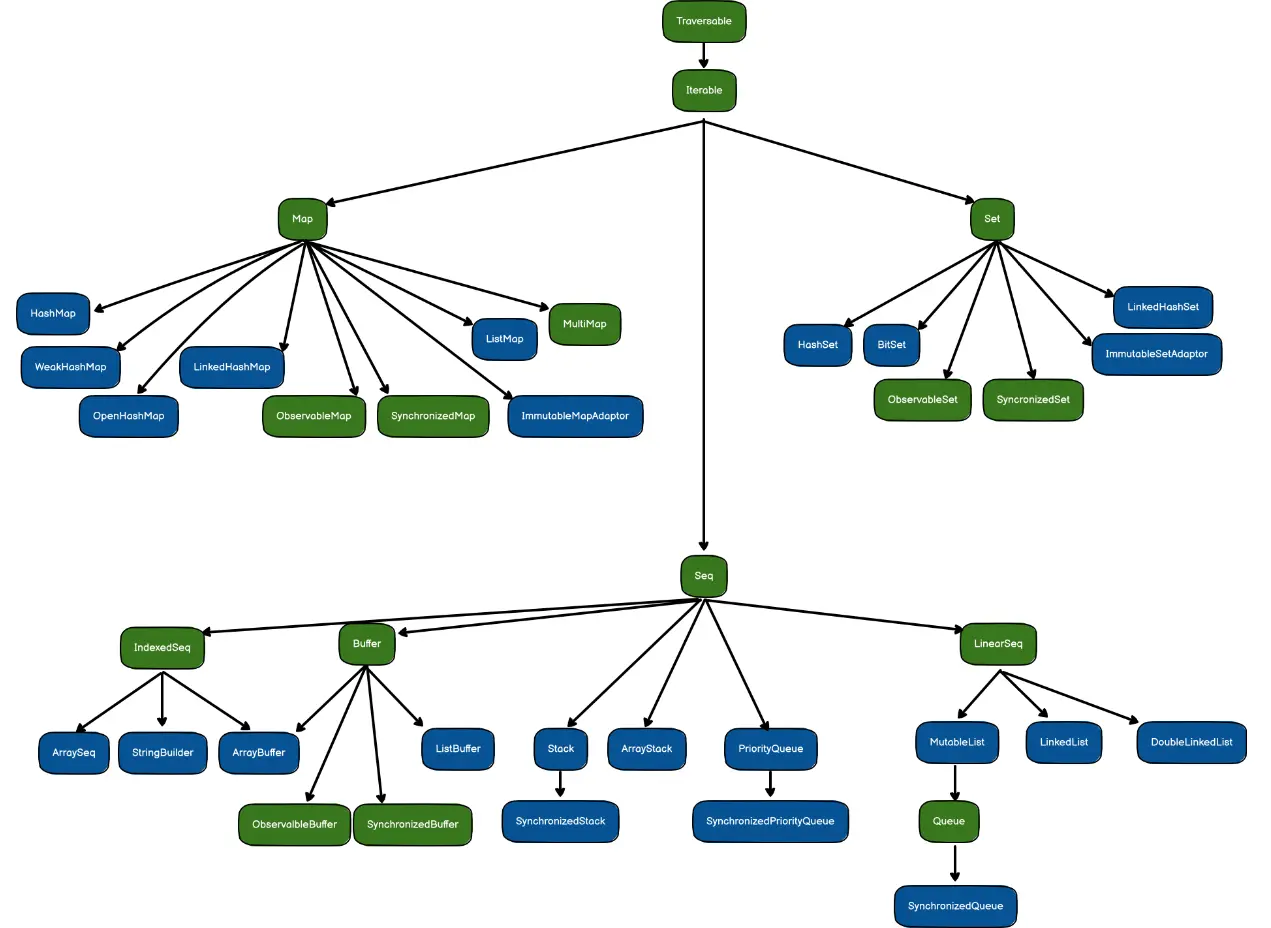 Traversable
Iterable
Map
Set
HashMap
WeakHashMap
OpenHashMap
LinkedHashMap
ObservableMap
SynchronizedMap
ListMap
ImmutableMapAdaptor
MultiMap
HashSet
BitSet
ObservableSet
SyncronizedSet
LinkedHashSet
ImmutableSetAdaptor
Seq
IndexedSeq
Buffer
LinearSeq
ArraySeq
StringBuilder
ArrayBuffer
ListBuffer
Stack
ArrayStack
PriorityQueue
MutableList
LinkedList
DoubleLinkedList
ObservalbleBuffer
SynchronizedBuffer
SynchronizedStack
SynchronizedPriorityQueue
Queue
SynchronizedQueue